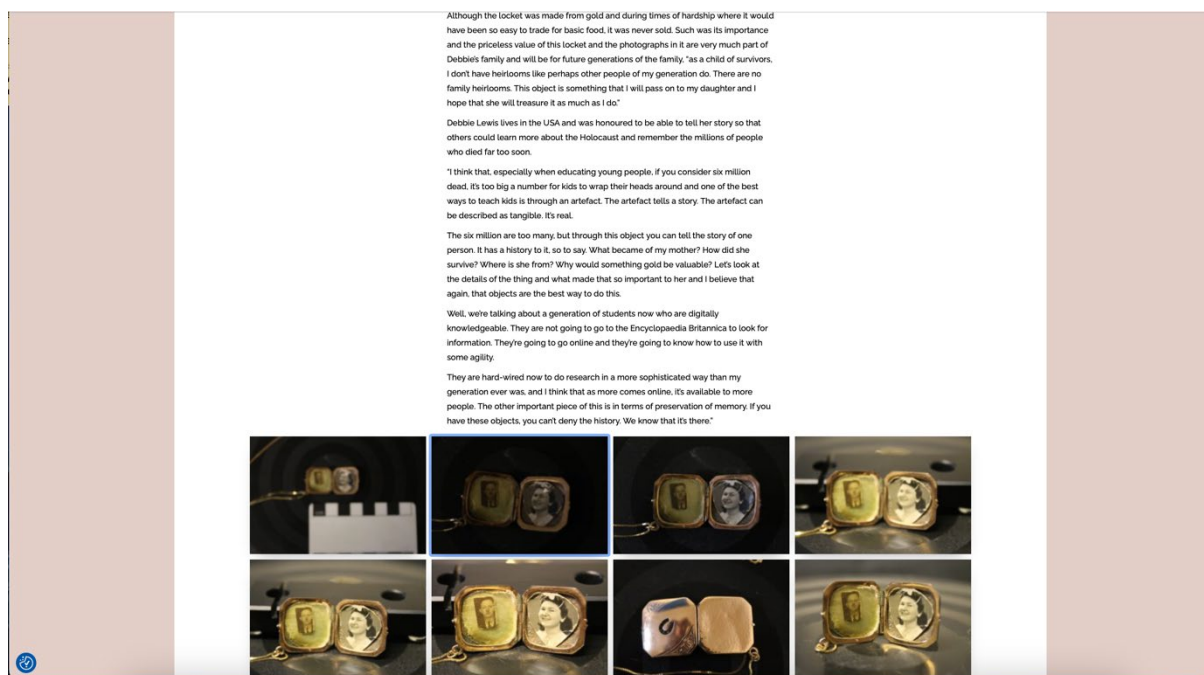 Although the locket was made from gold and during times of hardship where it would
have been so easy to trade for basic food, it was never sold. Such was its importance
and the priceless value of this locket and the photographs in it are very much part of
Debbie's family and will be for future generations of the family, "as a child of survivors,
I don't have heirlooms like perhaps other people of my generation do. There are no
family heirlooms. This object is something that I will pass on to my daughter and I
hope that she will treasure it as much as I do."
Debbie Lewis lives in the USA and was honoured to be able to tell her story so that
others could learn more about the Holocaust and remember the millions of people
who died far too soon.
"I think that, especially when educating young people, if you consider six million
dead, it's too big a number for kids to wrap their heads around and one of the best
ways to teach kids is through an artefact. The artefact tells a story. The artefact can
be described as tangible. It's real.
The six million are too many, but through this object you can tell the story of one
person. It has a history to it, so to say. What became of my mother? How did she
survive? Where is she from? Why would something gold be valuable? Let's look at
the details of the thing and what made that so important to her and I believe that
again, that objects are the best way to do this.
Well, we're talking about a generation of students now who are digitally
knowledgeable. They are not going to go to the Encyclopaedia Britannica to look for
information. They're going to go online and they're going to know how to use it with
some agility.
They are hard-wired now to do research in a more sophisticated way than my
generation ever was, and I think that as more comes online, it's available to more
people. The other important piece of this is in terms of preservation of memory. If you
have these objects, you can't deny the history. We know that it's there."